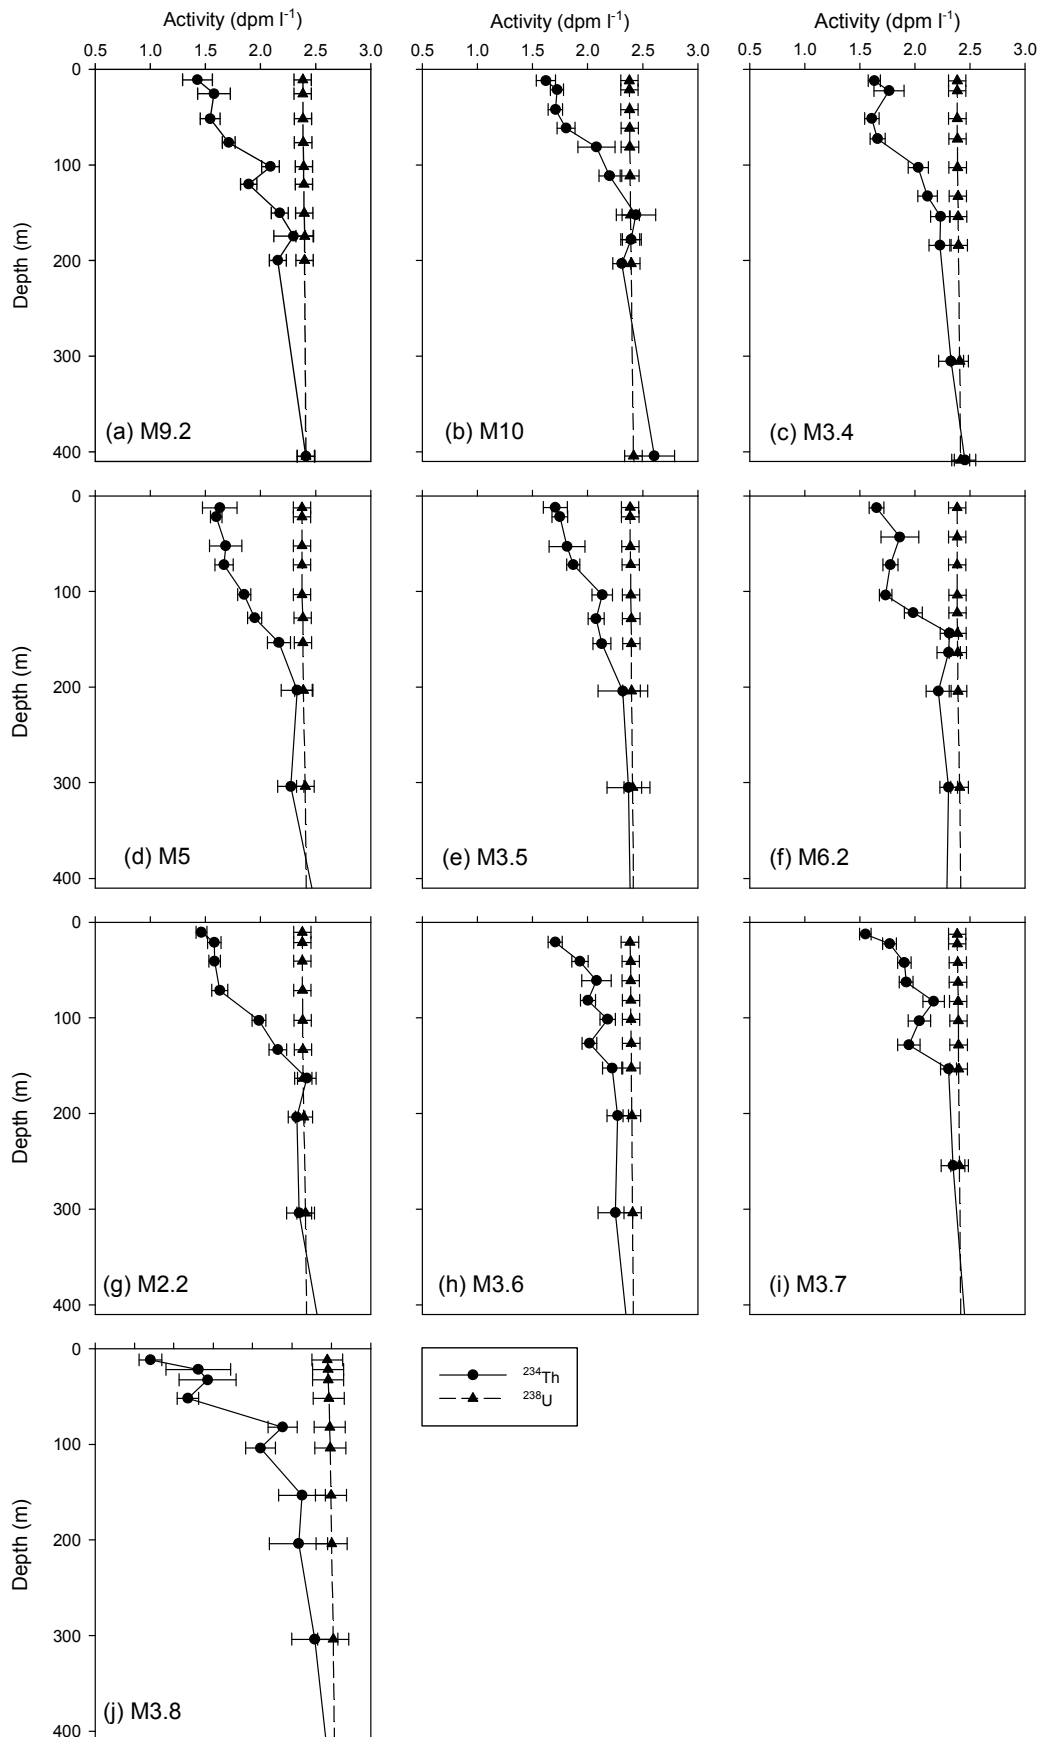 Activity (dpm l⁻¹) Activity (dpm l⁻¹) Activity (dpm l⁻¹)
0.5 1.0 1.5 2.0 2.5 3.0 0.5 1.0 1.5 2.0 2.5 3.0 0.5 1.0 1.5 2.0 2.5 3.0
0
100
200
300
400
Depth (m)
(a) M9.2 (b) M10 (c) M3.4
0
100
200
300
400
Depth (m)
(d) M5 (e) M3.5 (f) M6.2
0
100
200
300
400
Depth (m)
(g) M2.2 (h) M3.6 (i) M3.7
0
100
200
300
400
Depth (m)
(j) M3.8
²³⁴Th
²³⁸U